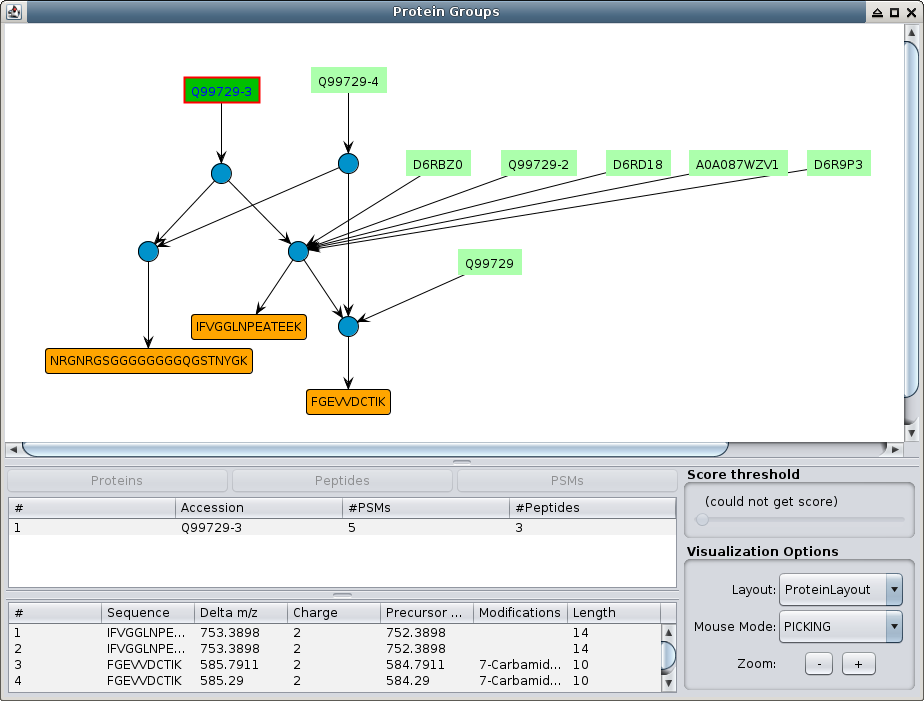 Protein Groups
Q99729-3
Q99729-4
D6RBZ0 Q99729-2 D6RD18 A0A087WZV1 D6R9P3
Q99729
IFVGGLNPEATEEK
NRGNRGSGGGGGGGGQGSTNYGK
FGEVVDCTIK
Proteins Peptides PSMs
# Accession #PSMs #Peptides
1 Q99729-3 5 3
# Sequence Delta m/z Charge Precursor ... Modifications Length
1 IFVGGLNPE... 753.3898 2 752.3898 14
2 IFVGGLNPE... 753.3898 2 752.3898 14
3 FGEVVDCTIK 585.7911 2 584.7911 7-Carbamid... 10
4 FGEVVDCTIK 585.29 2 584.29 7-Carbamid... 10
Score threshold
(could not get score)
Visualization Options
Layout: ProteinLayout
Mouse Mode: PICKING
Zoom: - +